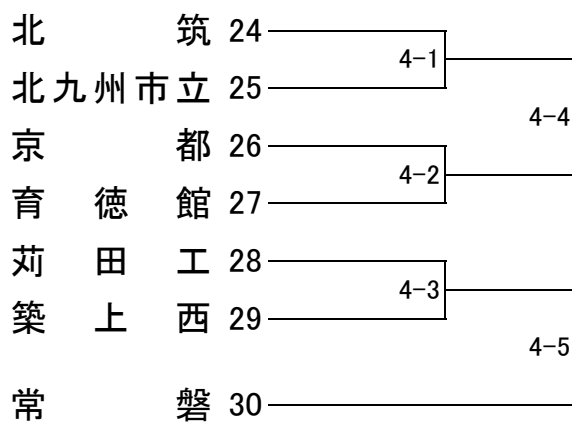 北筑 24
4-1
北九州市立 25
4-4
京都 26
4-2
育徳館 27
苅田工 28
4-3
築上西 29
4-5
常磐 30